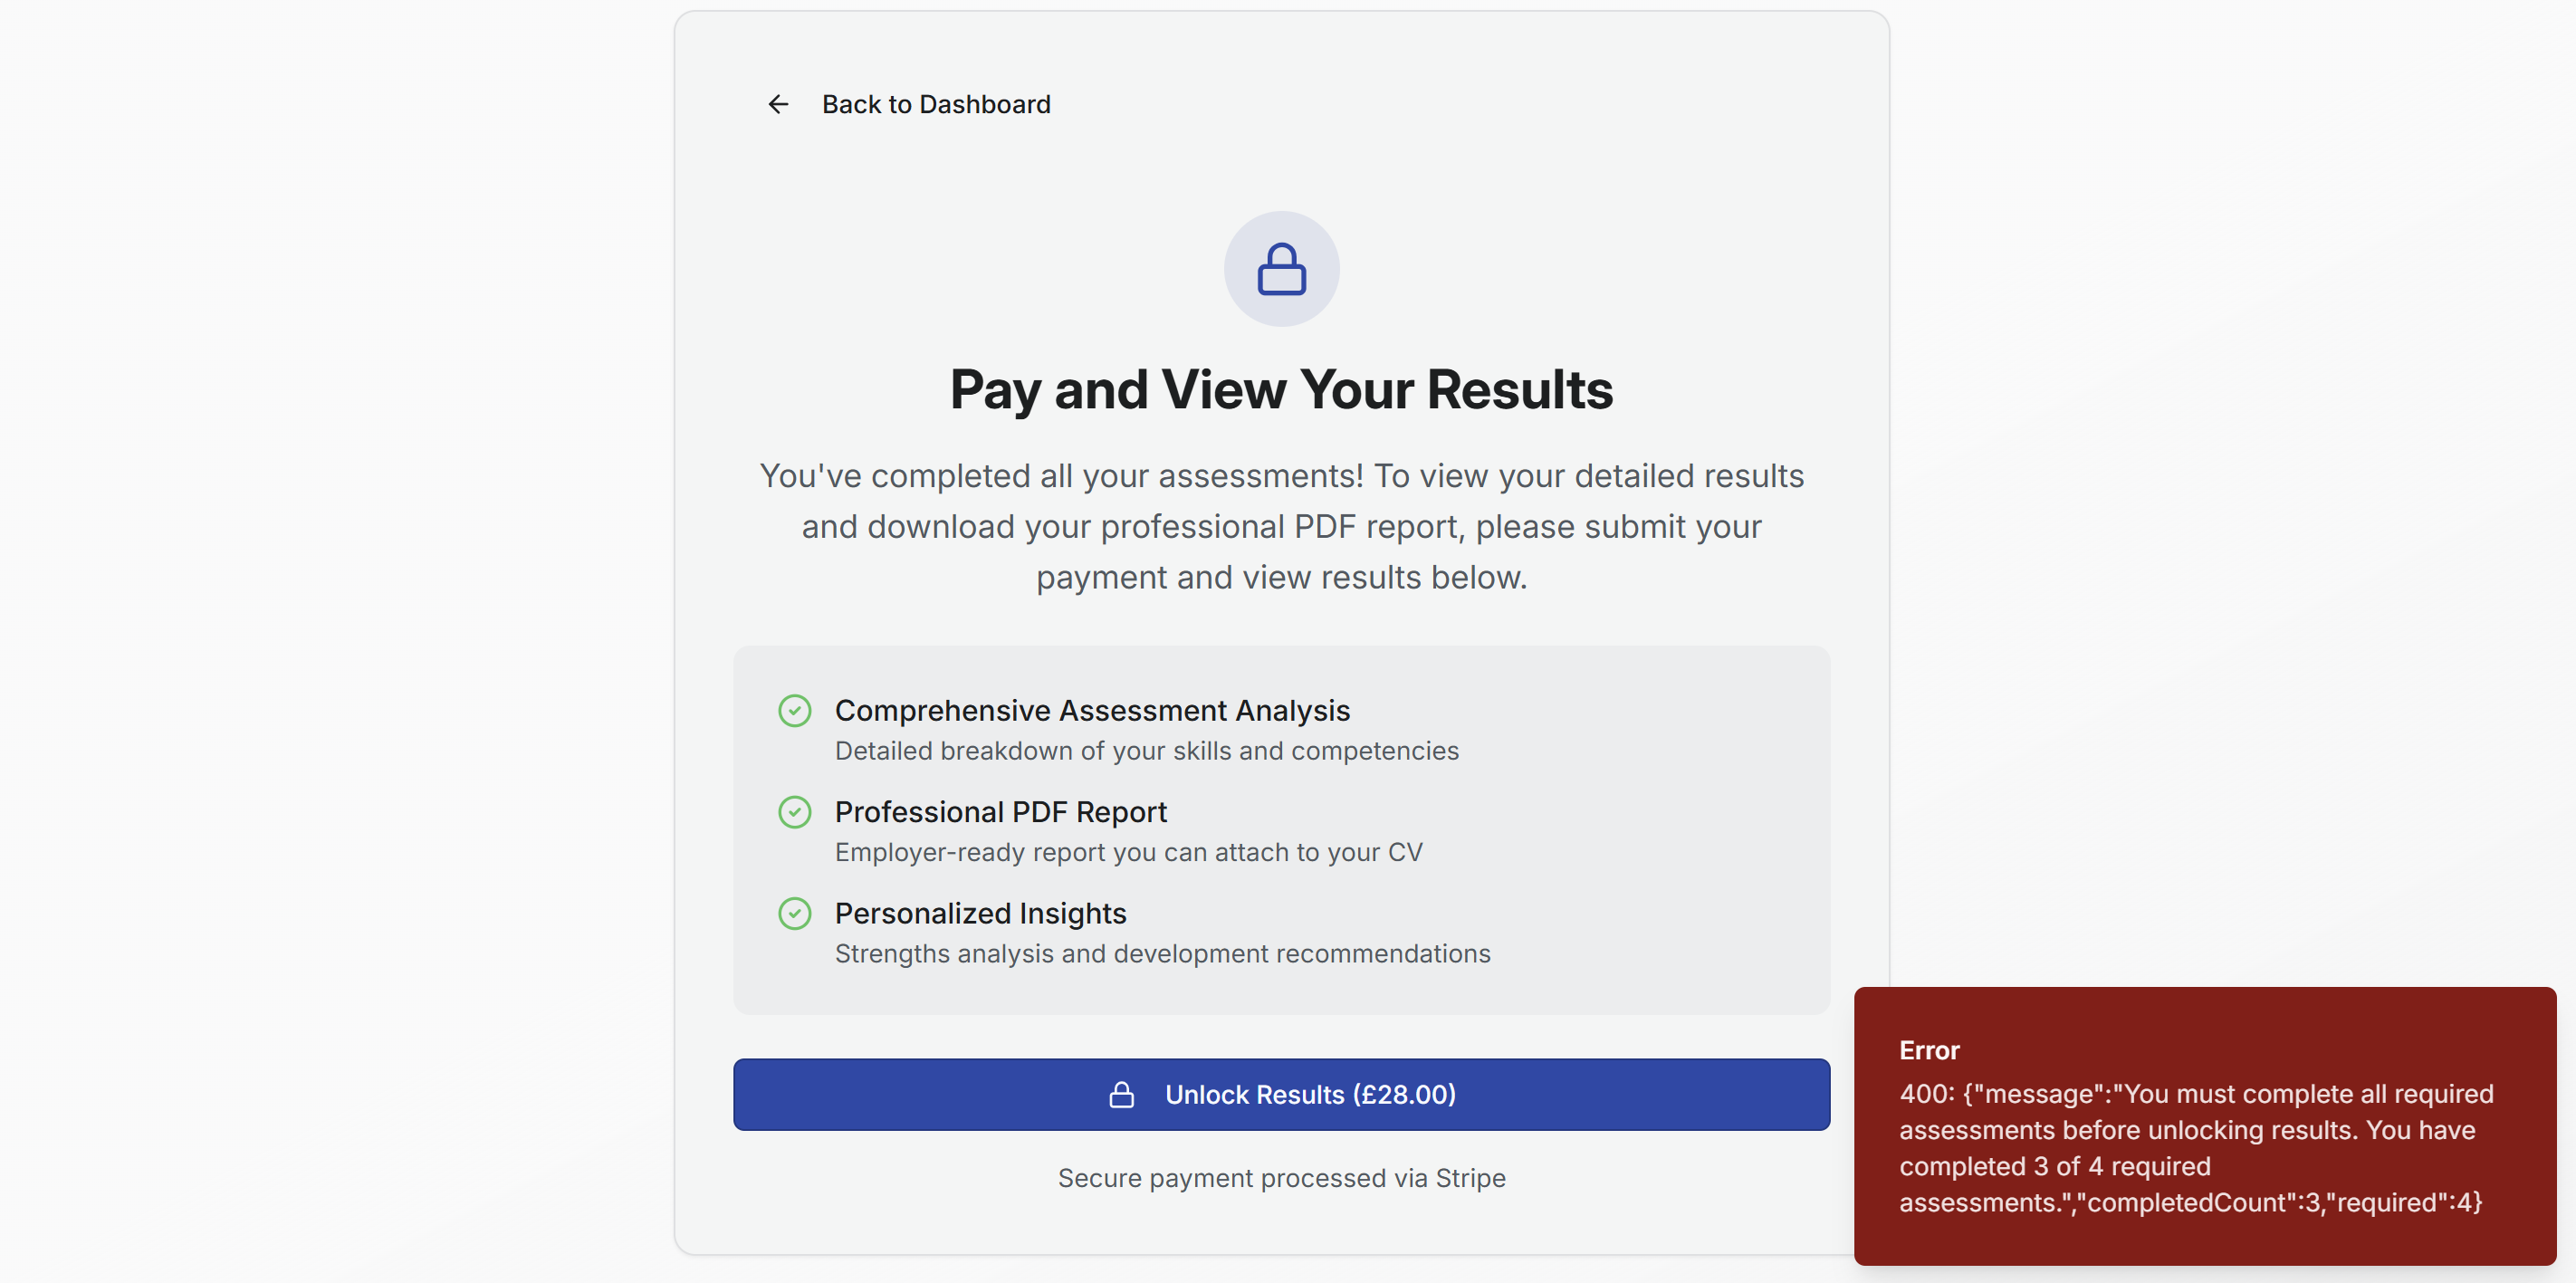 Back to Dashboard
Pay and View Your Results
You've completed all your assessments! To view your detailed results
and download your professional PDF report, please submit your
payment and view results below.
Comprehensive Assessment Analysis
Detailed breakdown of your skills and competencies
Professional PDF Report
Employer-ready report you can attach to your CV
Personalized Insights
Strengths analysis and development recommendations
Unlock Results (£28.00)
Secure payment processed via Stripe
Error
400: {"message":"You must complete all required
assessments before unlocking results. You have
completed 3 of 4 required
assessments.","completedCount":3,"required":4}